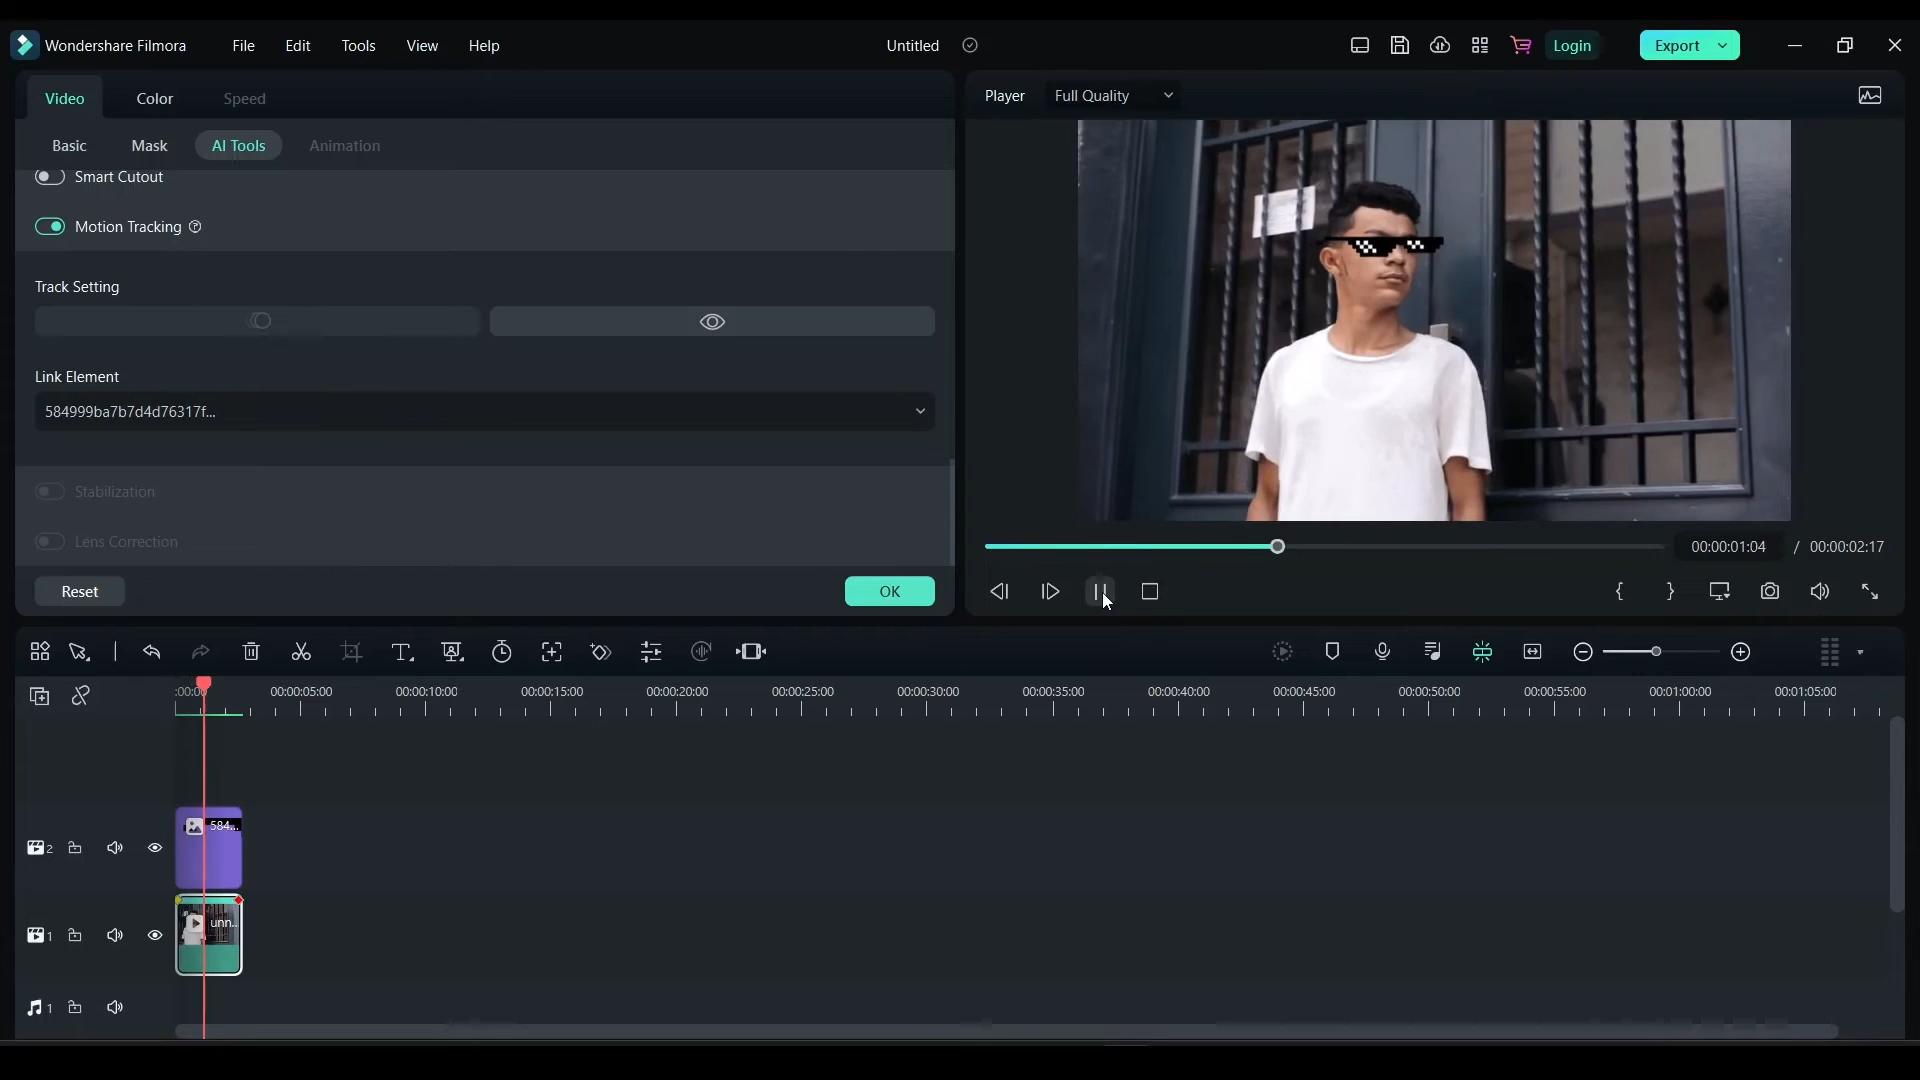 Wondershare Filmora File Edit Tools View Help Untitled Login Export
Video Color Speed
Player Full Quality
Basic Mask AI Tools Animation
Smart Cutout
Motion Tracking
Track Setting
Link Element
584999ba7b7d4d76317f...
Stabilization
Lens Correction
00:00:01:04 / 00:00:02:17
Reset OK
:00:00 00:00:05:00 00:00:10:00 00:00:15:00 00:00:20:00 00:00:25:00 00:00:30:00 00:00:35:00 00:00:40:00 00:00:45:00 00:00:50:00 00:00:55:00 00:01:00:00 00:01:05:00
584...
2
unn...
1
1